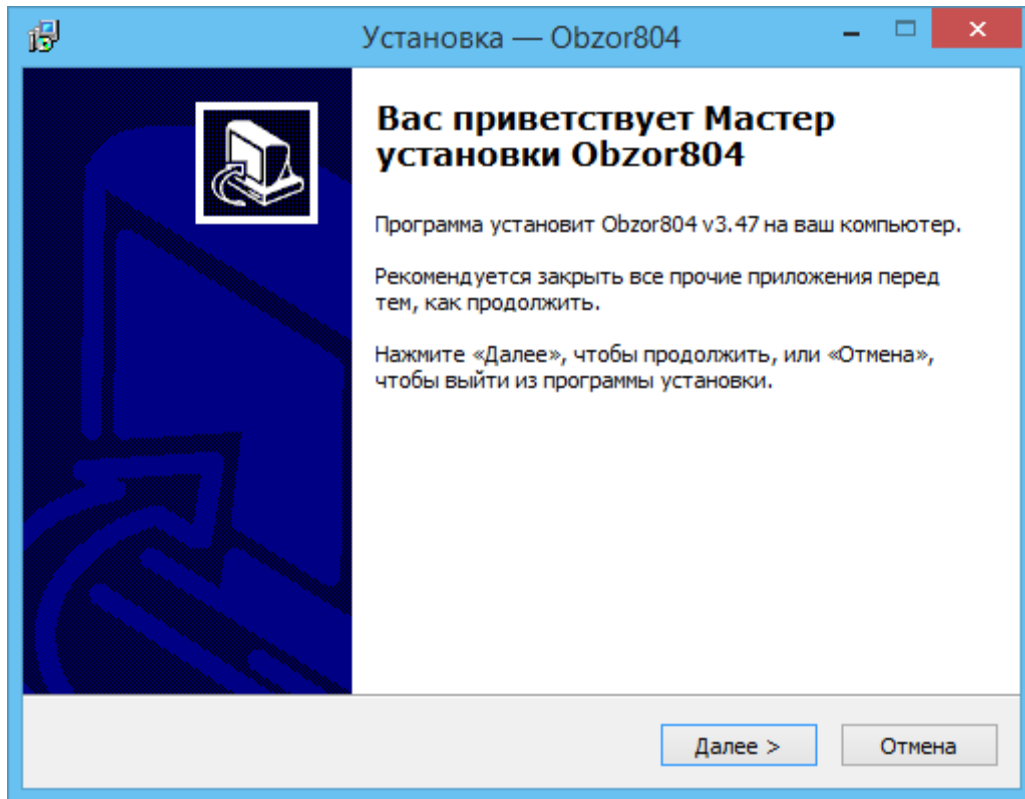 Установка — Obzor804
Вас приветствует Мастер
установки Obzor804
Программа установит Obzor804 v3.47 на ваш компьютер.
Рекомендуется закрыть все прочие приложения перед
тем, как продолжить.
Нажмите «Далее», чтобы продолжить, или «Отмена»,
чтобы выйти из программы установки.
Далее >
Отмена